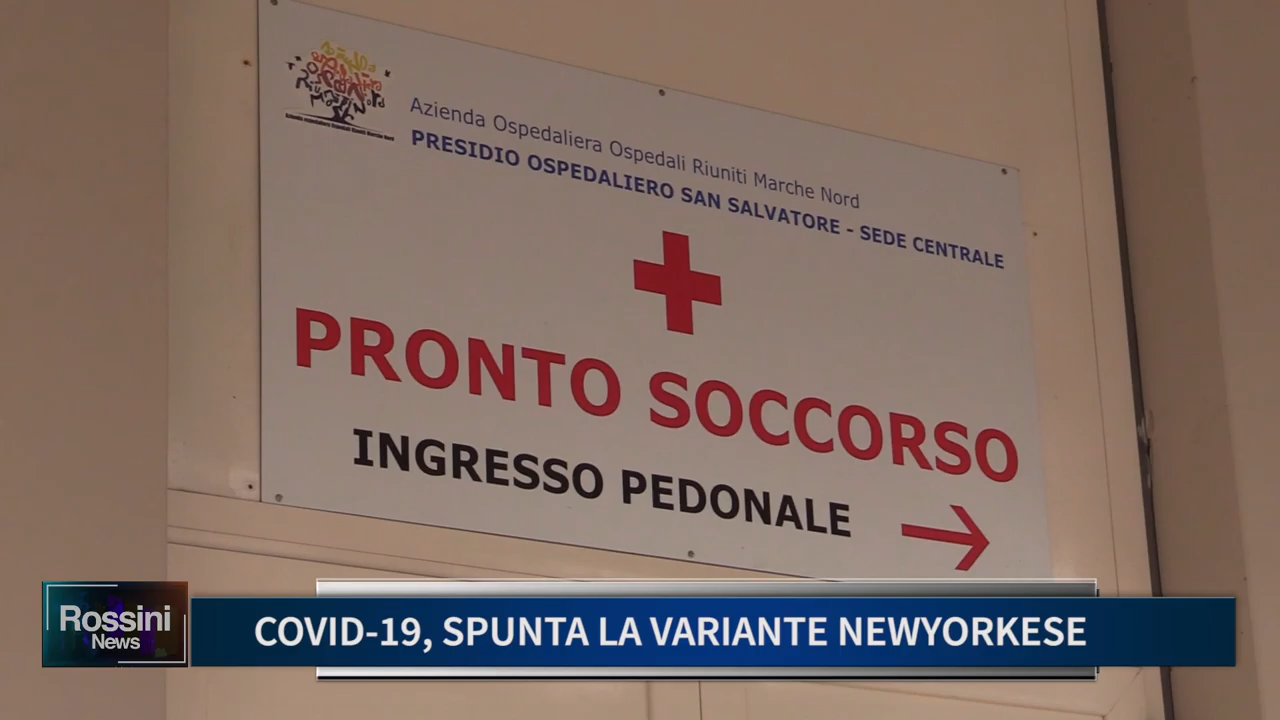 Azienda Ospedaliera Ospedali Riuniti Marche Nord
PRESIDIO OSPEDALIERO SAN SALVATORE - SEDE CENTRALE
PRONTO SOCCORSO
INGRESSO PEDONALE
Rossini
News
COVID-19, SPUNTA LA VARIANTE NEWYORKESE